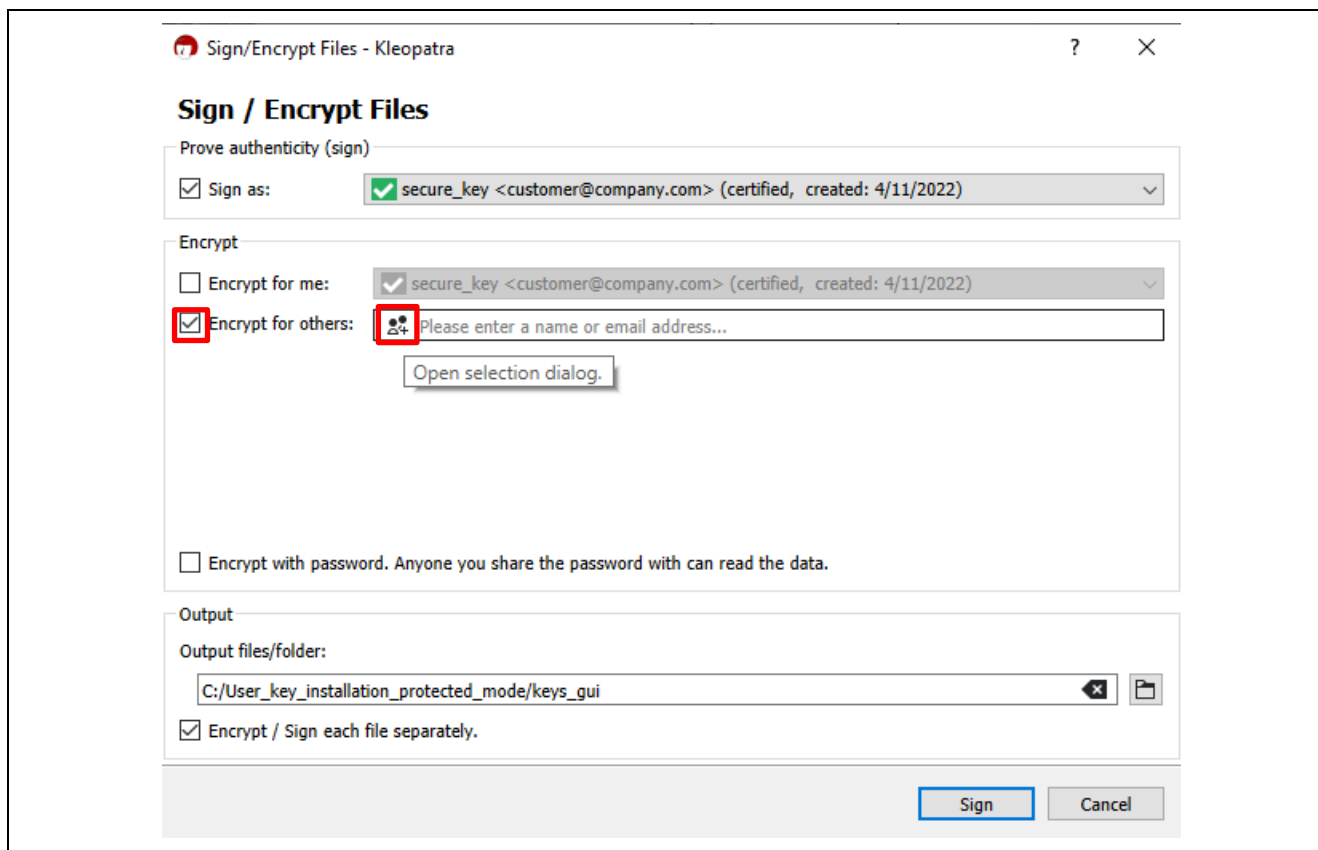 Sign/Encrypt Files - Kleopatra
?
Sign / Encrypt Files
Prove authenticity (sign)
Sign as:
secure_key <customer@company.com> (certified, created: 4/11/2022)
Encrypt
Encrypt for me:
secure_key <customer@company.com> (certified, created: 4/11/2022)
Encrypt for others:
Please enter a name or email address...
Open selection dialog.
Encrypt with password. Anyone you share the password with can read the data.
Output
Output files/folder:
C:/User_key_installation_protected_mode/keys_gui
Encrypt / Sign each file separately.
Sign
Cancel